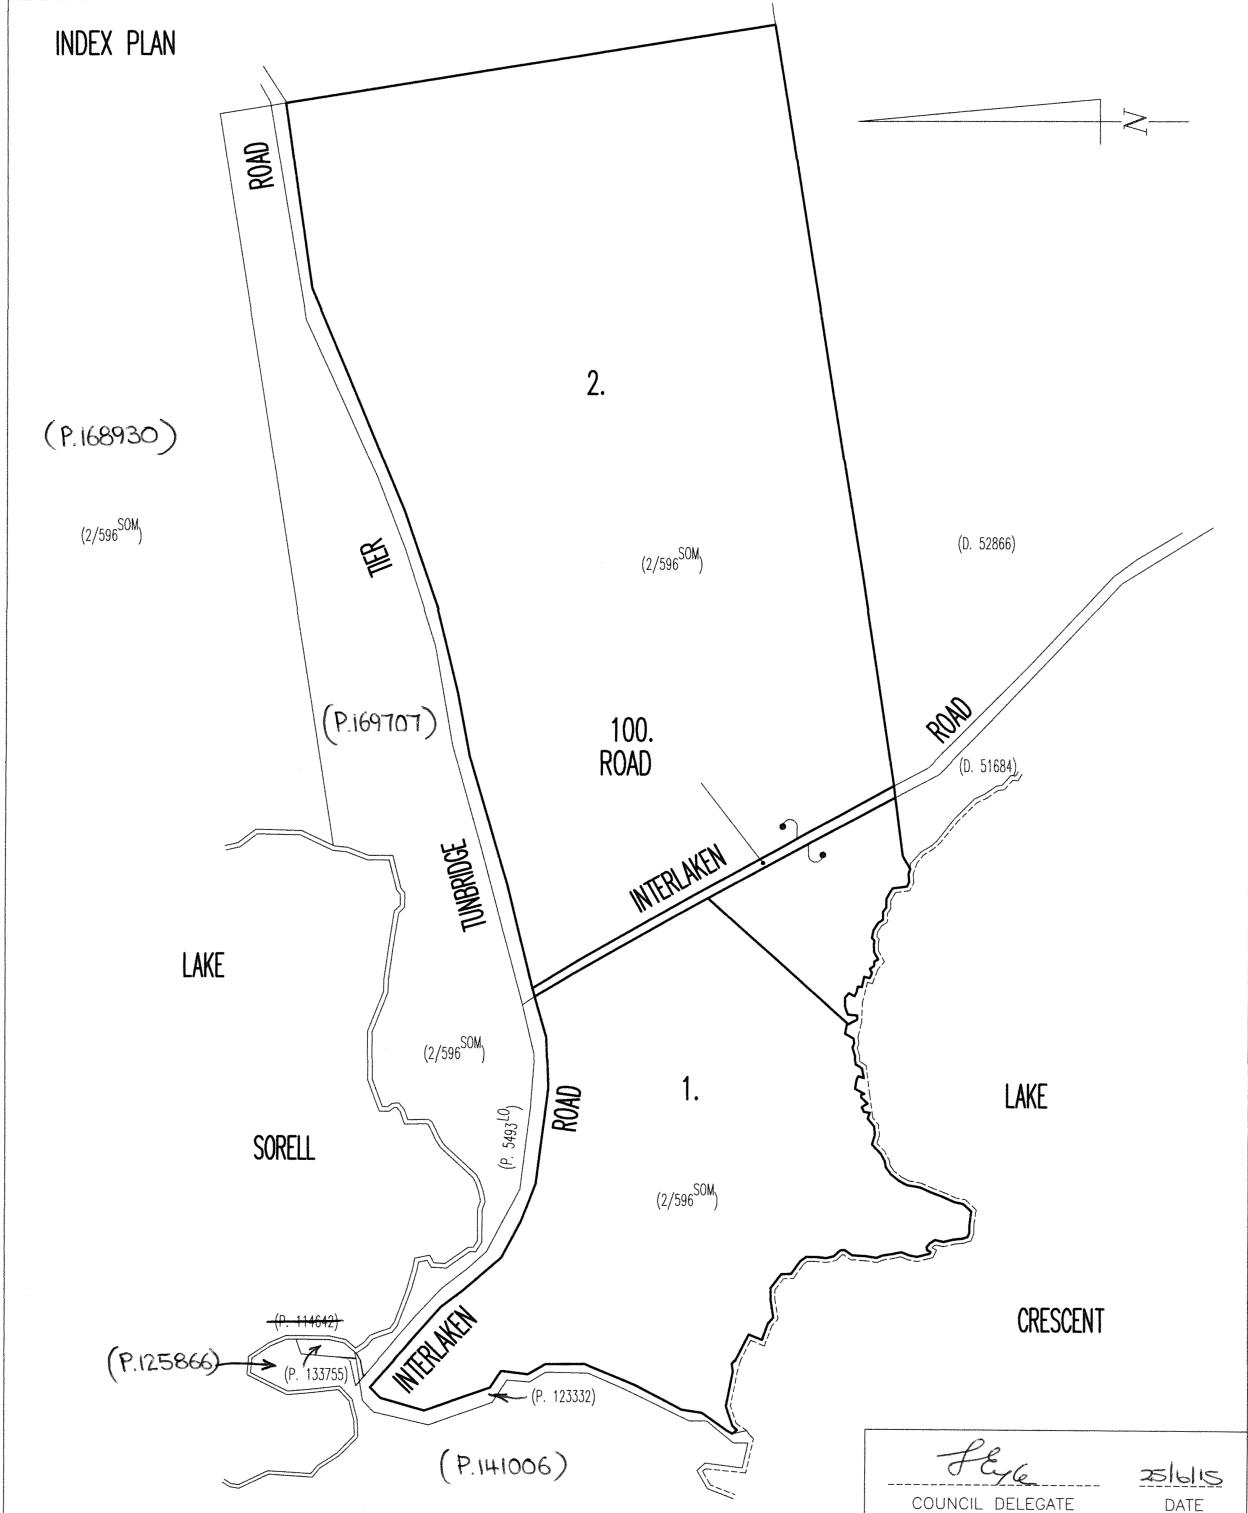 INDEX PLAN
N
ROAD
2.
(P.168930)
(2/596SOM)
TIER
(2/596SOM)
(D. 52866)
(P.169707)
100.
ROAD
ROAD
(D. 51684)
TUNBRIDGE
INTERLAKEN
LAKE
(2/596SOM)
1.
LAKE
ROAD
(P. 5493LO)
SORELL
(2/596SOM)
(P. 114642)
CRESCENT
INTERLAKEN
(P.125866)
(P. 133755)
(P. 123332)
(P.141006)
25/6/15
COUNCIL DELEGATE
DATE